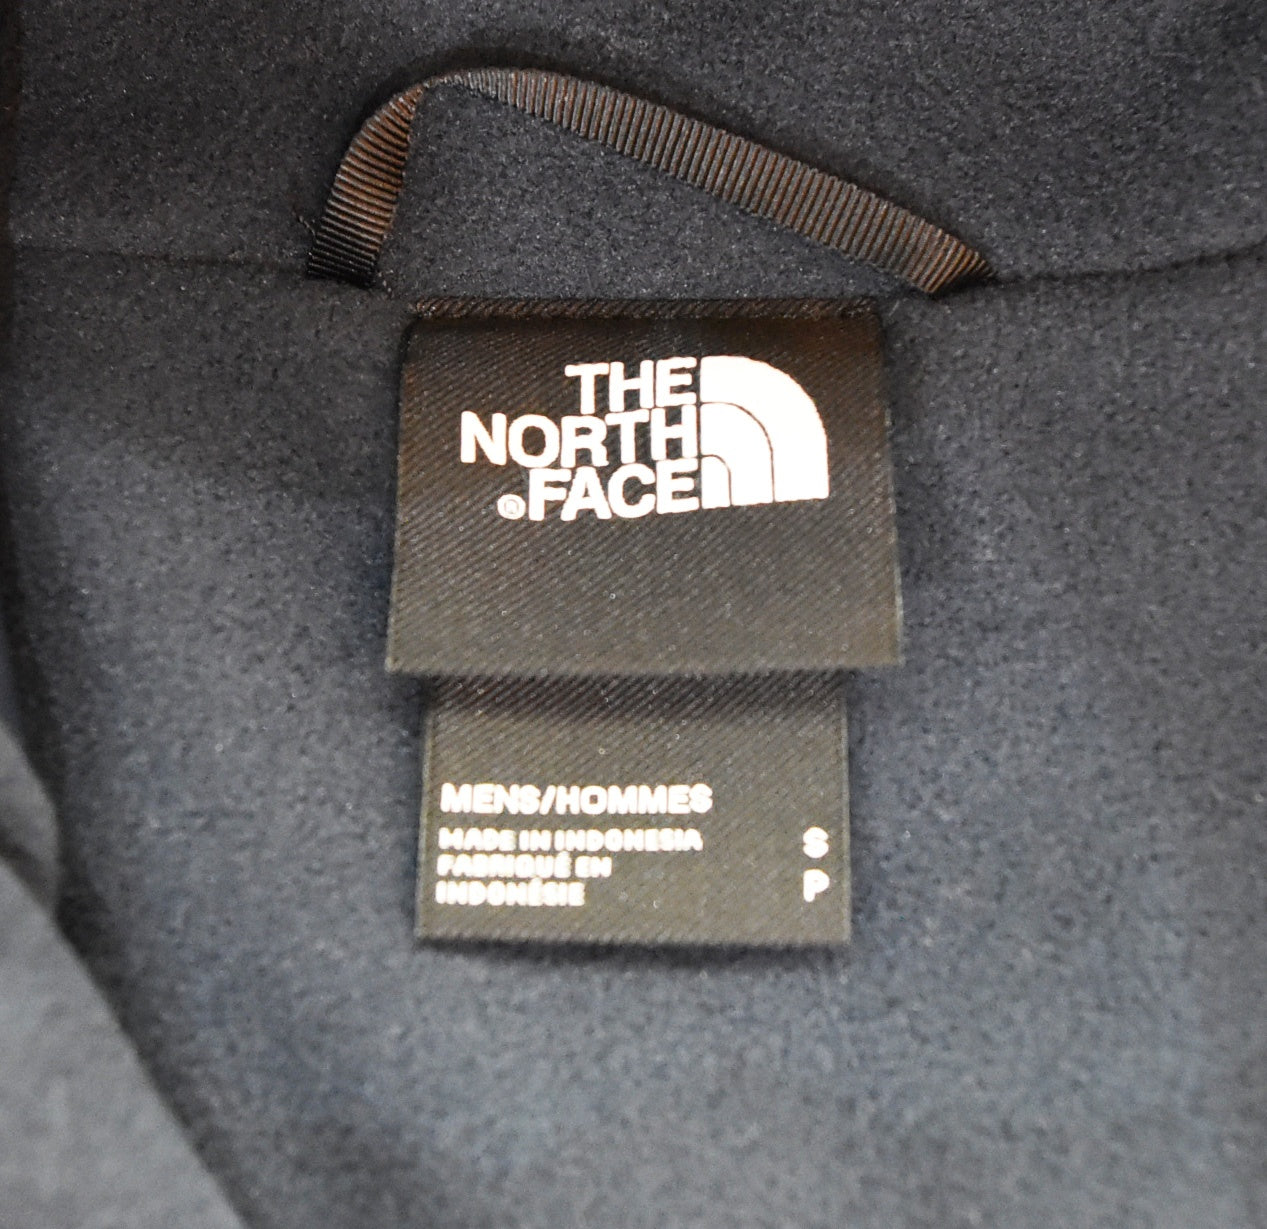 THE
NORTH
FACE
®
MENS/HOMMES
MADE IN INDONESIA
FABRIQUÉ EN
INDONÉSIE
S
P